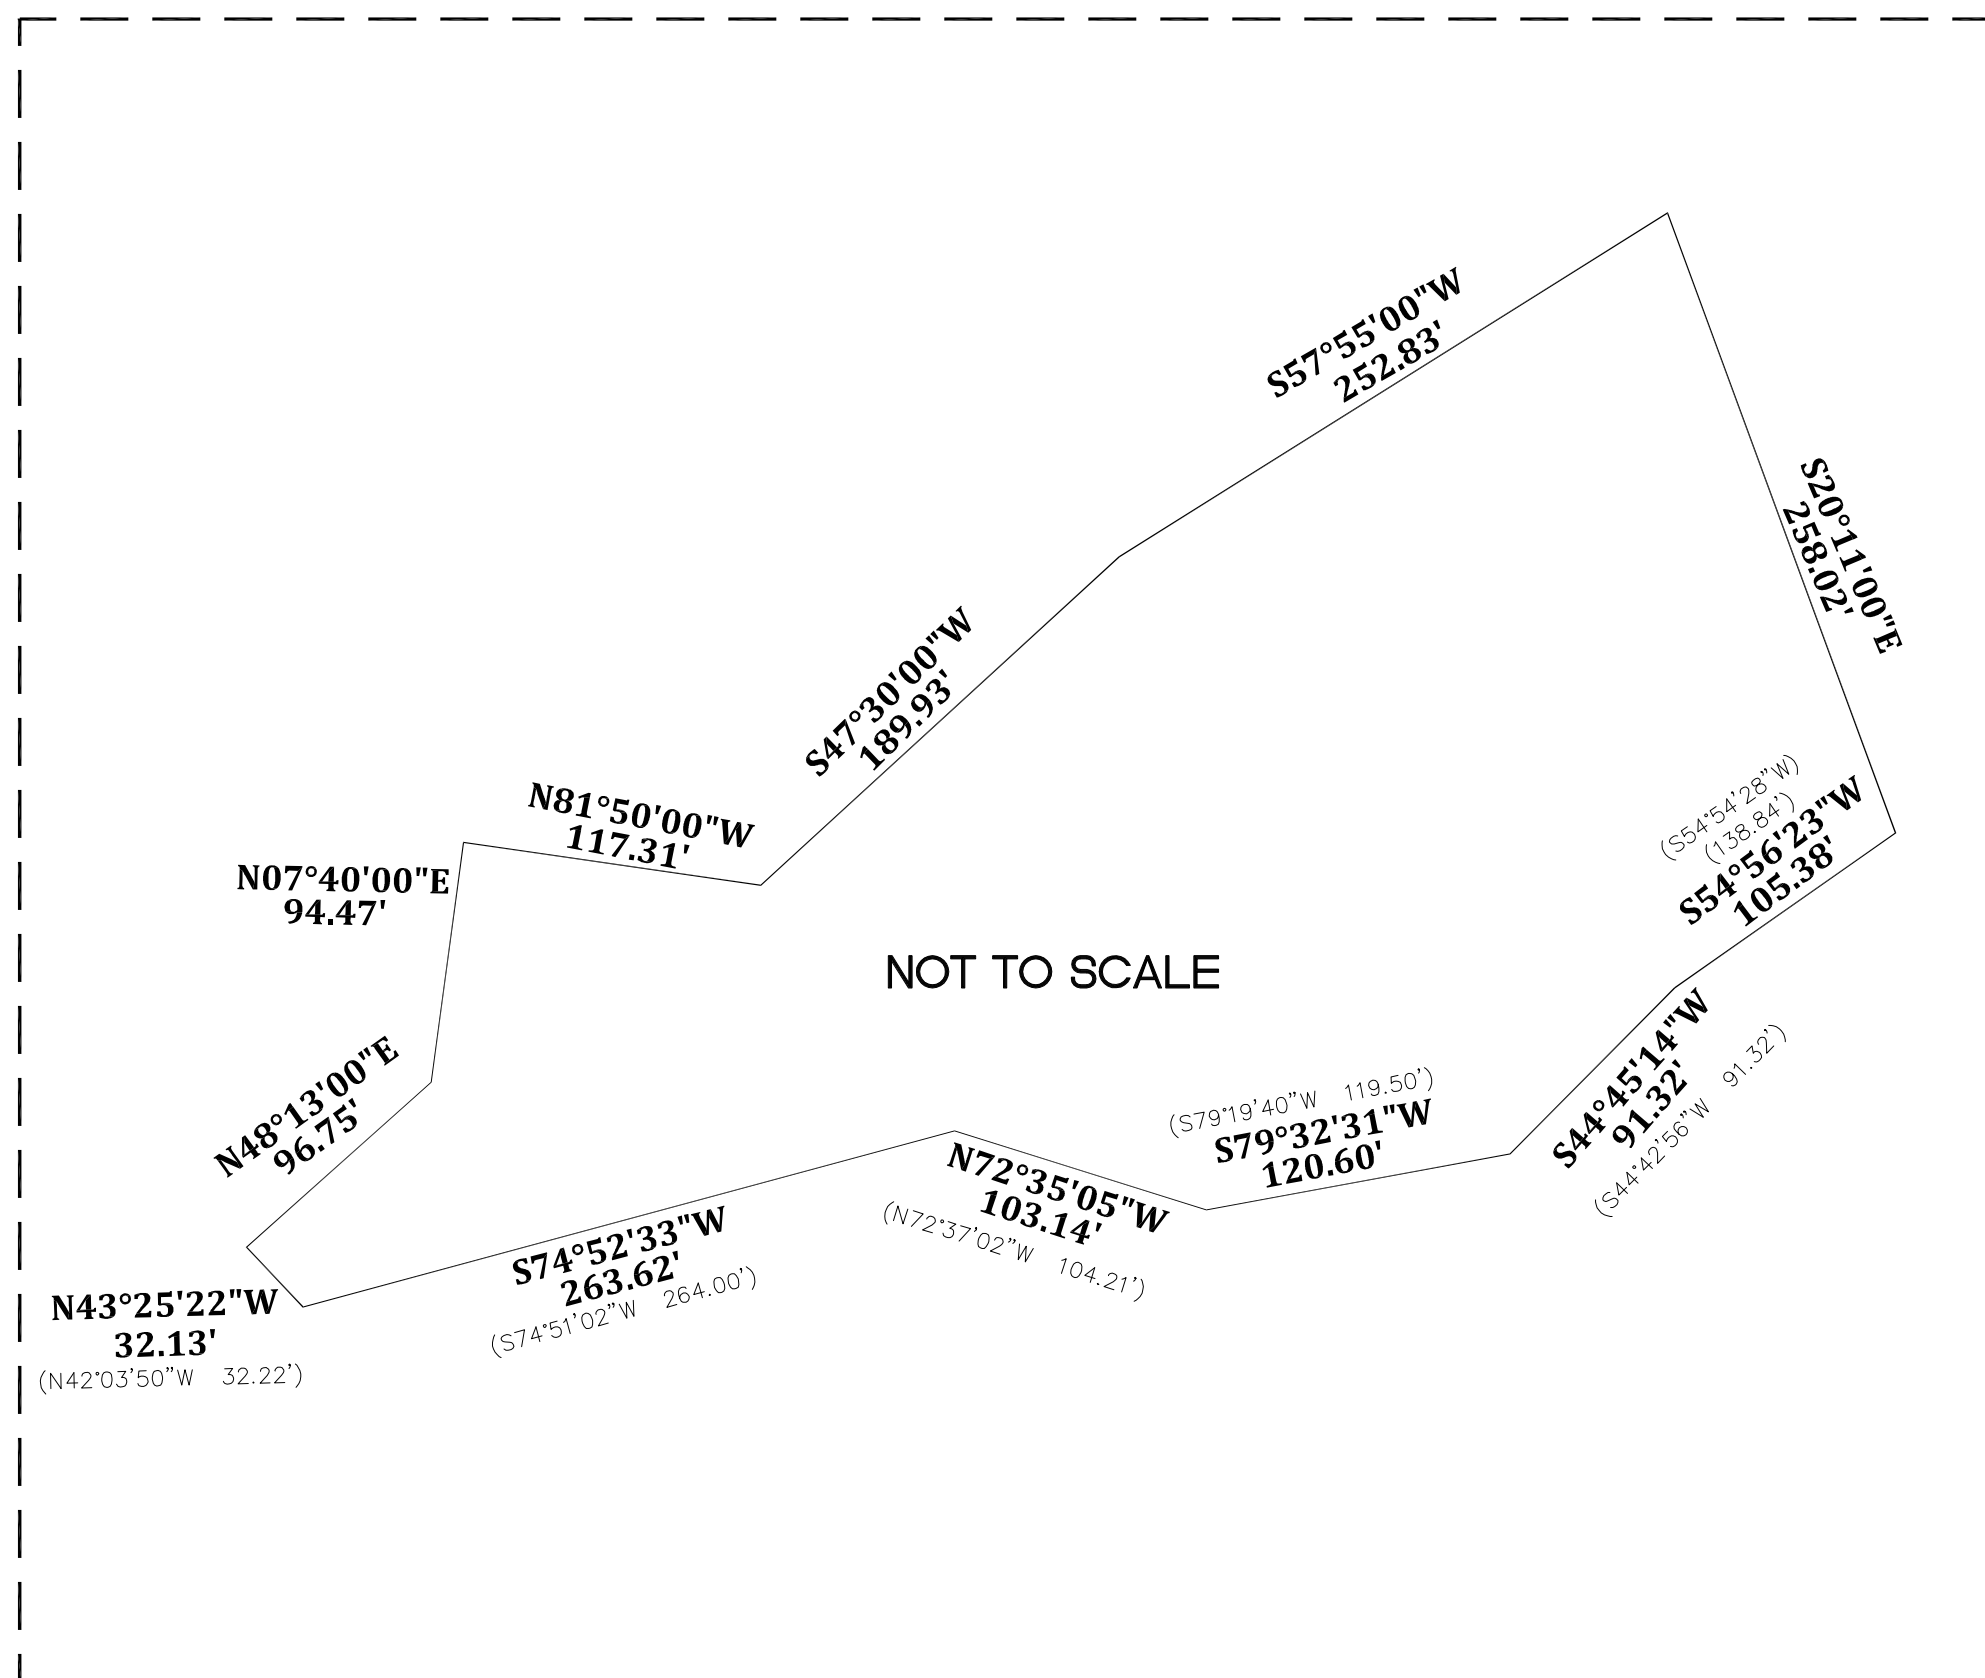 S57°55'00"W
252.83'
S20°11'00"E
258.02'
S47°30'00"W
189.93'
N81°50'00"W
117.31'
(S54°54'28"W)
(138.84')
S54°56'23"W
105.38'
N07°40'00"E
94.47'
NOT TO SCALE
N48°13'00"E
96.75'
S44°45'14"W
91.32'
(S44°42'56"W 91.32')
(S79°19'40"W 119.50')
S79°32'31"W
120.60'
N72°35'05"W
103.14'
(N72°37'02"W 104.21')
S74°52'33"W
263.62'
(S74°51'02"W 264.00')
N43°25'22"W
32.13'
(N42°03'50"W 32.22')